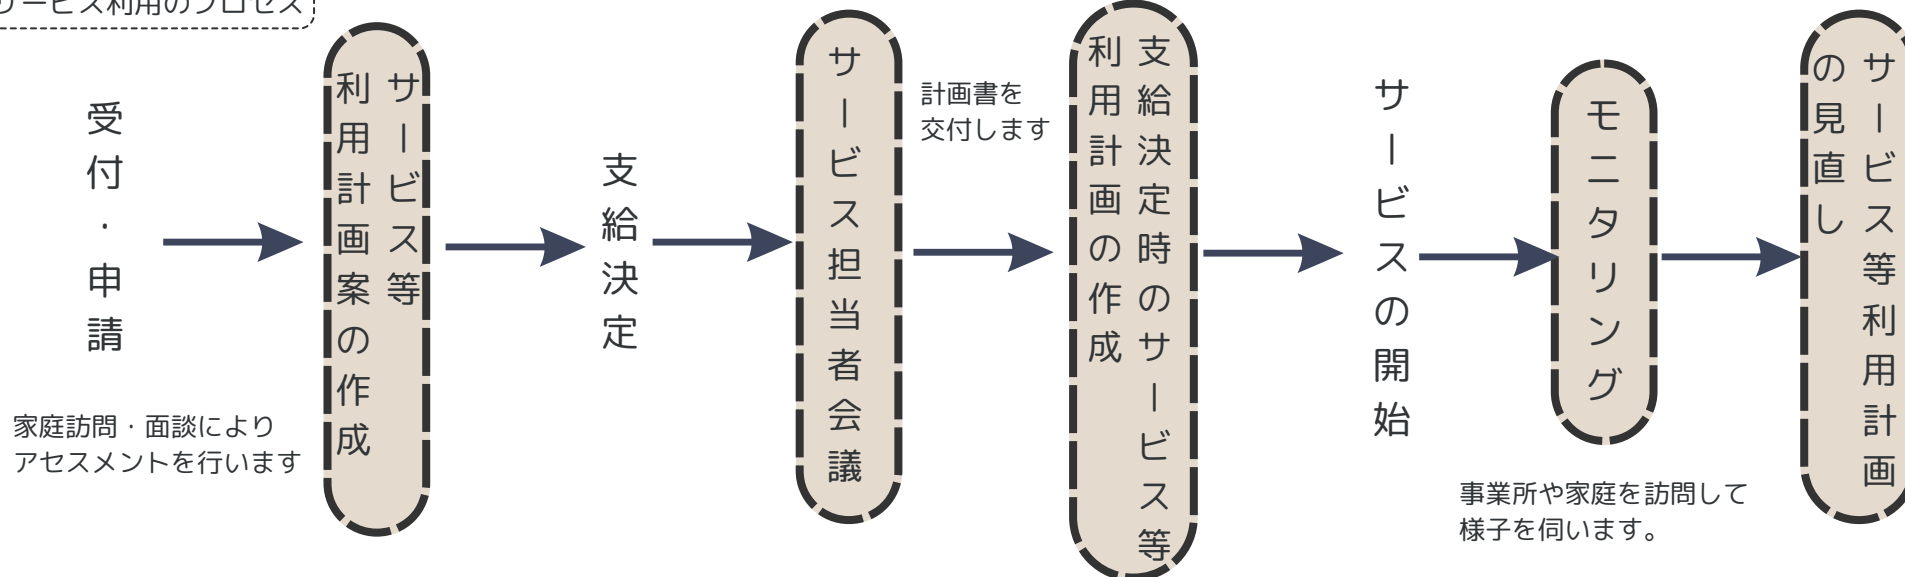 サービス利用のプロセス
受付・申請
家庭訪問・面談により
アセスメントを行います
サービス等
利用計画案の作成
支給決定
サービス担当者会議
計画書を
交付します
支給決定時のサービス等
利用計画の作成
サービスの開始
モニタリング
事業所や家庭を訪問して
様子を伺います。
サービス等利用計画
の見直し